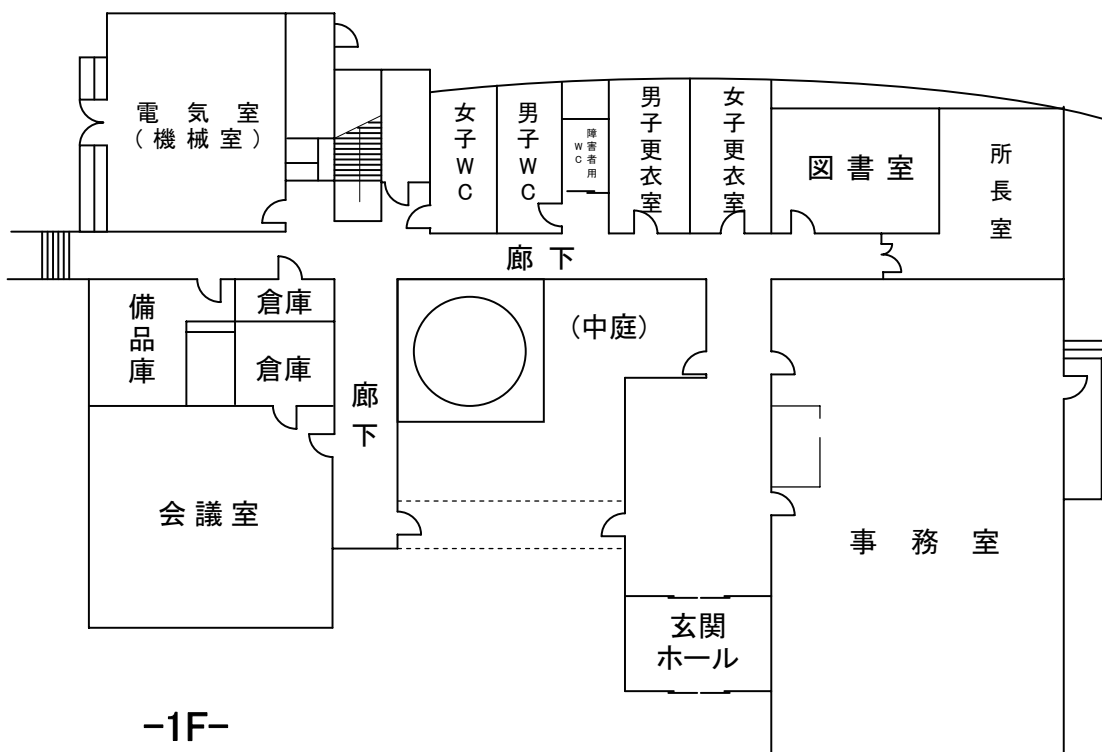 電気室
(機械室)
女子WC
男子WC
障害者用
WC
男子更衣室
女子更衣室
図書室
所長室
廊下
備品庫
倉庫
倉庫
(中庭)
廊下
会議室
事務室
玄関
ホール
-1F-